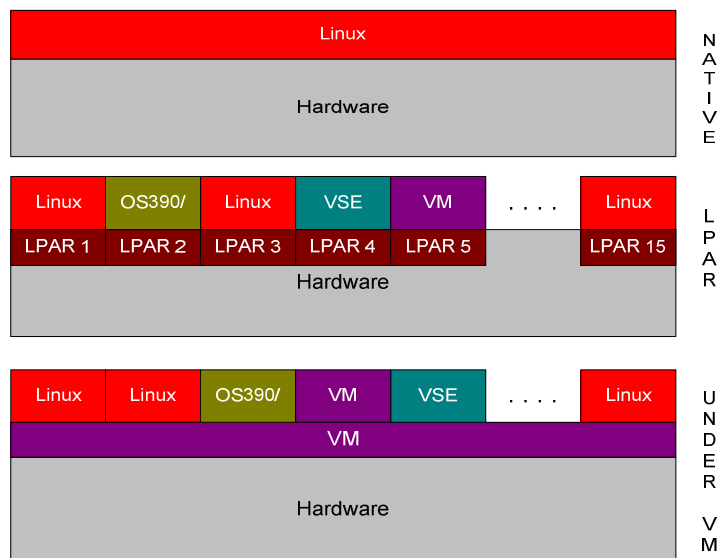 Linux
Hardware
NATIVE
Linux OS390/ Linux VSE VM . . . . Linux
LPAR 1 LPAR 2 LPAR 3 LPAR 4 LPAR 5 LPAR 15
Hardware
LPAR
Linux Linux OS390/ VM VSE . . . . Linux
VM
Hardware
UNDER VM